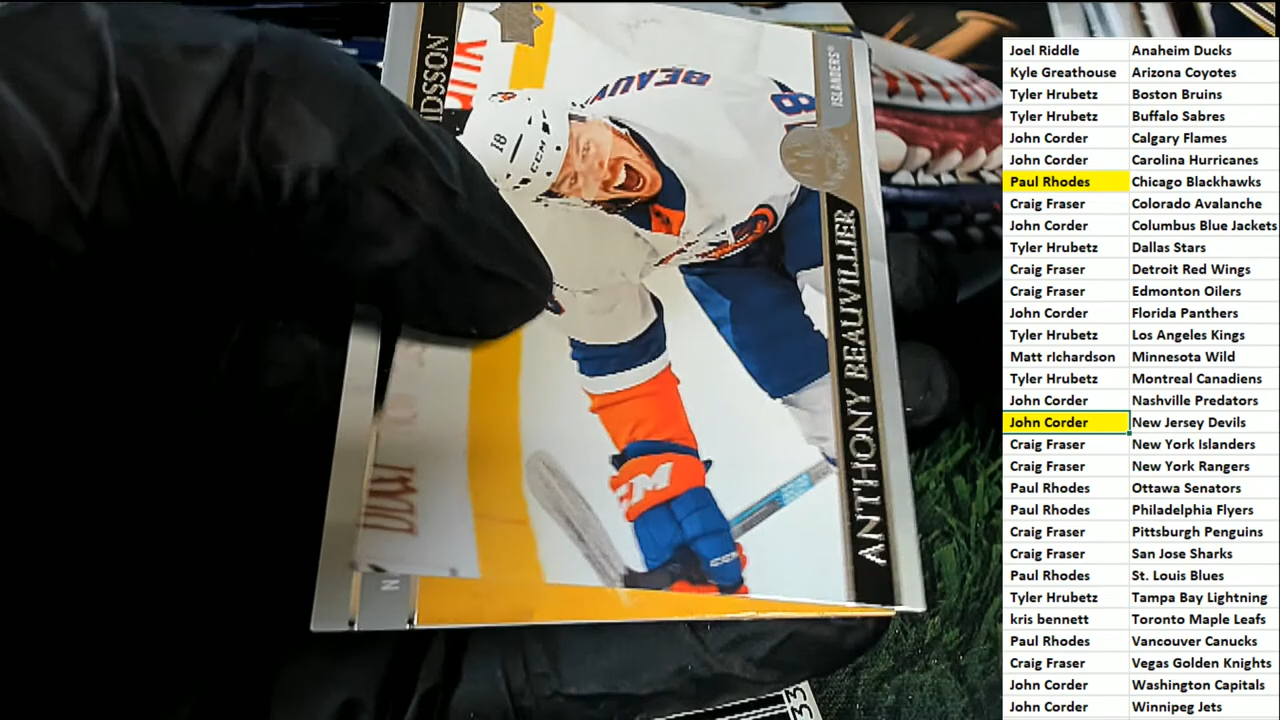 IDSON
ISLANDERS
BEAUV
18
18
CCM
ANTHONY BEAUVILLIER
CCM
33
Joel Riddle Anaheim Ducks
Kyle Greathouse Arizona Coyotes
Tyler Hrubetz Boston Bruins
Tyler Hrubetz Buffalo Sabres
John Corder Calgary Flames
John Corder Carolina Hurricanes
Paul Rhodes Chicago Blackhawks
Craig Fraser Colorado Avalanche
John Corder Columbus Blue Jackets
Tyler Hrubetz Dallas Stars
Craig Fraser Detroit Red Wings
Craig Fraser Edmonton Oilers
John Corder Florida Panthers
Tyler Hrubetz Los Angeles Kings
Matt rIchardson Minnesota Wild
Tyler Hrubetz Montreal Canadiens
John Corder Nashville Predators
John Corder New Jersey Devils
Craig Fraser New York Islanders
Craig Fraser New York Rangers
Paul Rhodes Ottawa Senators
Paul Rhodes Philadelphia Flyers
Craig Fraser Pittsburgh Penguins
Craig Fraser San Jose Sharks
Paul Rhodes St. Louis Blues
Tyler Hrubetz Tampa Bay Lightning
kris bennett Toronto Maple Leafs
Paul Rhodes Vancouver Canucks
Craig Fraser Vegas Golden Knights
John Corder Washington Capitals
John Corder Winnipeg Jets